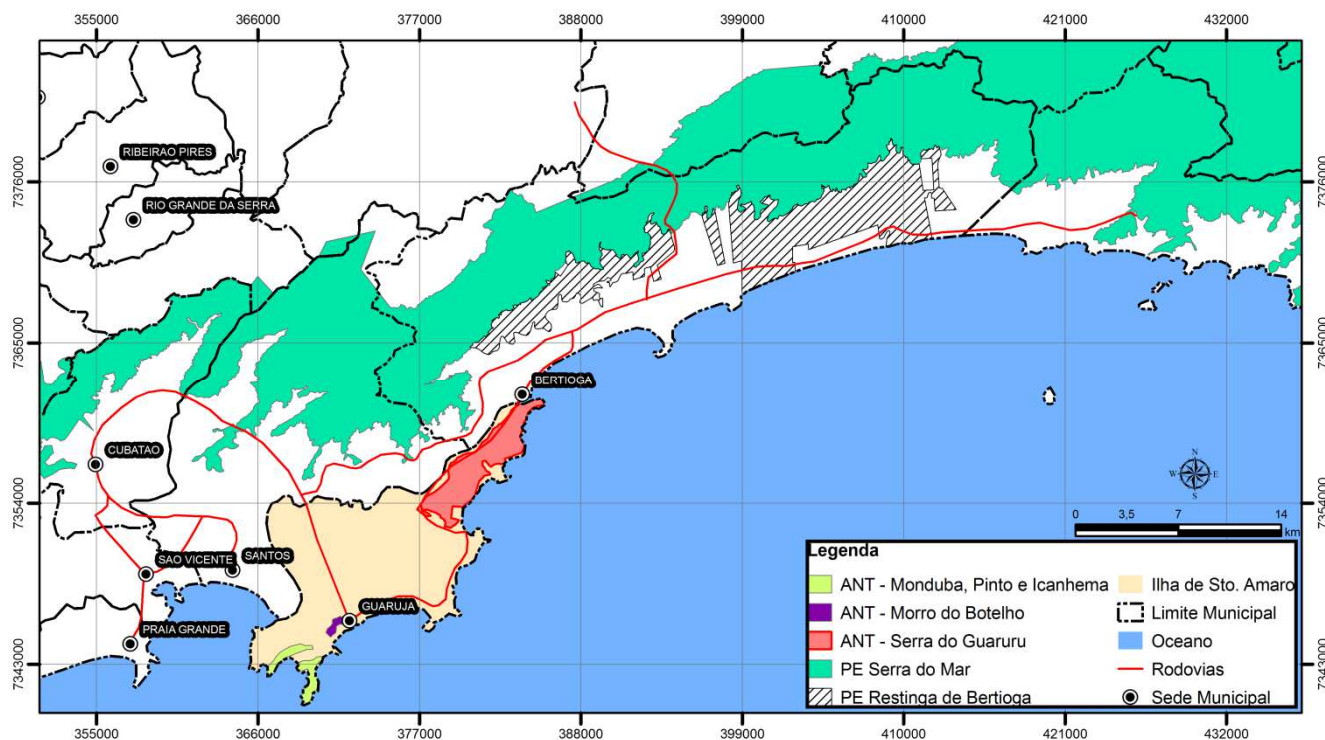 355000 366000 377000 388000 399000 410000 421000 432000
RIBEIRAO PIRES
7376000 7376000
RIO GRANDE DA SERRA
7365000 7365000
BERTIOGA
CUBATAO
N
W E
S
7354000 7354000
0 3,5 7 14
km
SAO VICENTE SANTOS
GUARUJA
PRAIA GRANDE
7343000 7343000
Legenda
ANT - Monduba, Pinto e Icanhema
ANT - Morro do Botelho
ANT - Serra do Guaruru
PE Serra do Mar
PE Restinga de Bertioga
Ilha de Sto. Amaro
Limite Municipal
Oceano
Rodovias
Sede Municipal
355000 366000 377000 388000 399000 410000 421000 432000